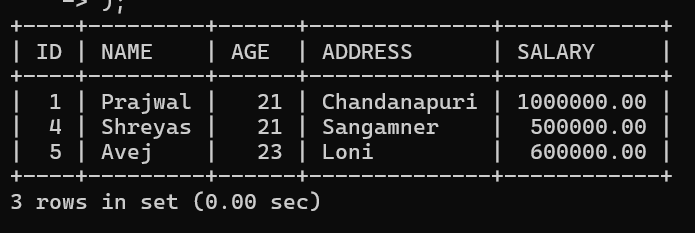 -> );
+----+---------+------+-------------+------------+
| ID | NAME    | AGE  | ADDRESS     | SALARY     |
+----+---------+------+-------------+------------+
|  1 | Prajwal |   21 | Chandanapuri | 1000000.00 |
|  4 | Shreyas |   21 | Sangamner   |  500000.00 |
|  5 | Avej    |   23 | Loni        |  600000.00 |
+----+---------+------+-------------+------------+
3 rows in set (0.00 sec)